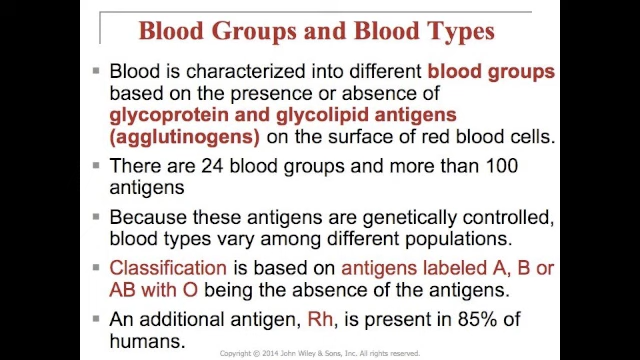 Blood Groups and Blood Types
▪ Blood is characterized into different blood groups
based on the presence or absence of
glycoprotein and glycolipid antigens
(agglutinogens) on the surface of red blood cells.
▪ There are 24 blood groups and more than 100
antigens
▪ Because these antigens are genetically controlled,
blood types vary among different populations.
▪ Classification is based on antigens labeled A, B or
AB with O being the absence of the antigens.
▪ An additional antigen, Rh, is present in 85% of
humans.
Copyright © 2014 John Wiley & Sons, Inc. All rights reserved.